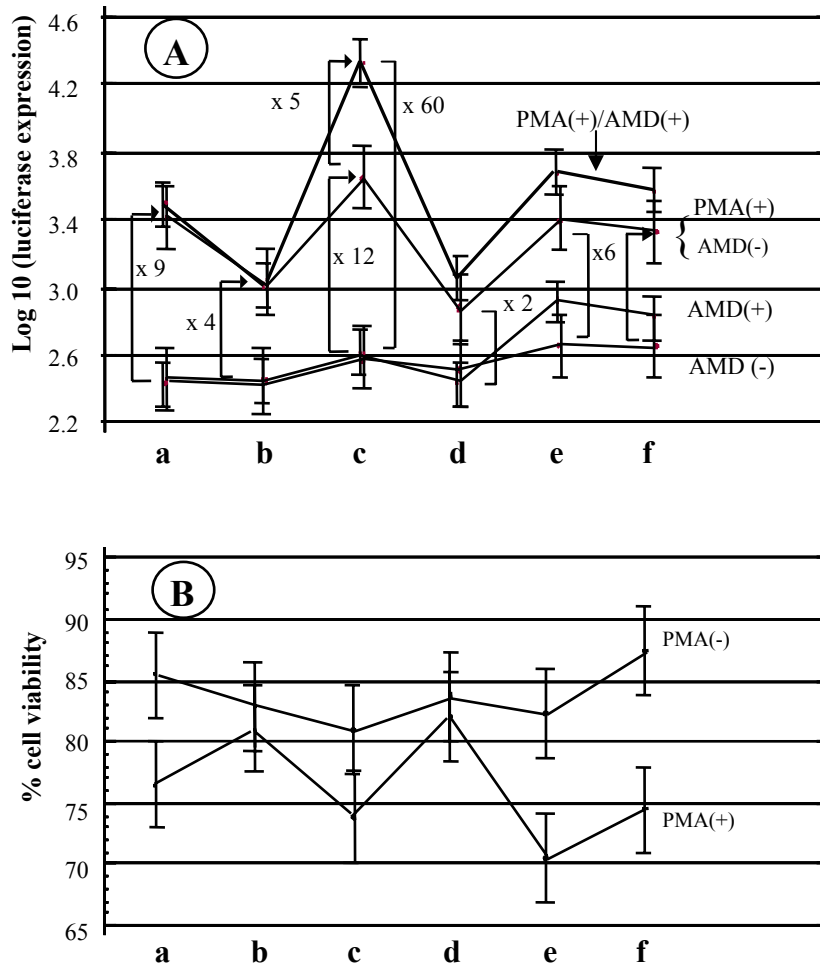 4.6
4.2
3.8
3.4
3.0
2.6
2.2
Log 10 (luciferase expression)
A
x 5
x 60
x 9
x 4
x 12
x 2
x6
PMA(+)/AMD(+)
PMA(+)
AMD(-)
AMD(+)
AMD (-)
a b c d e f
95
90
85
80
75
70
65
% cell viability
B
PMA(-)
PMA(+)
a b c d e f